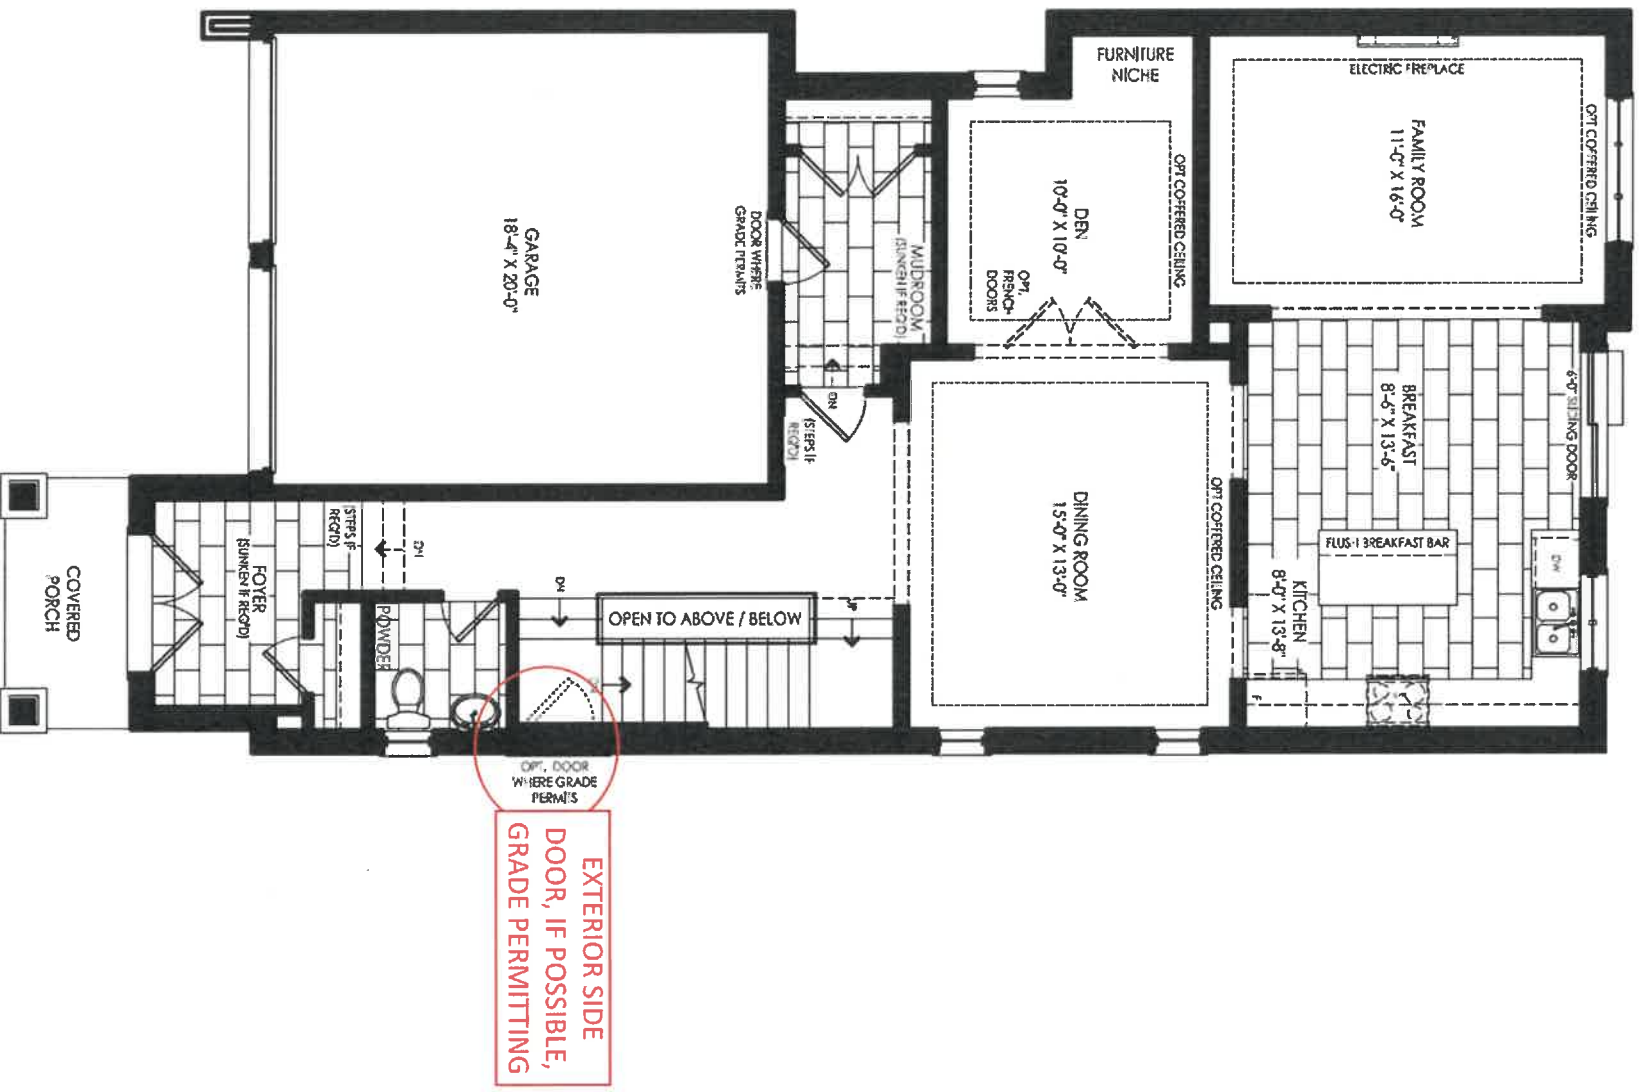 FURNITURE
NICHE
ELECTRIC FIREPLACE
OPT COFFERED CEILING
FAMILY ROOM
11'-0" X 16'-0"
OPT COFFERED CEILING
DEN
10'-0" X 10'-0"
OPT.
FRENCH
DOORS
MUDROOM
(SUNKEN IF REQ'D)
DOOR WHERE
GRADE PERMITS
GARAGE
18'-4" X 20'-0"
DN
(STEPS IF
REQ'D)
6'-0" SLIDING DOOR
BREAKFAST
8'-6" X 13'-6"
FLUSH BREAKFAST BAR
DW
KITCHEN
8'-0" X 13'-8"
F
OPT COFFERED CEILING
DINING ROOM
15'-0" X 13'-0"
UP
OPEN TO ABOVE / BELOW
DN
DN
(STEPS IF
REQ'D)
FOYER
(SUNKEN IF REQ'D)
POWDER
COVERED
PORCH
OPT. DOOR
WHERE GRADE
PERMITS
EXTERIOR SIDE
DOOR, IF POSSIBLE,
GRADE PERMITTING